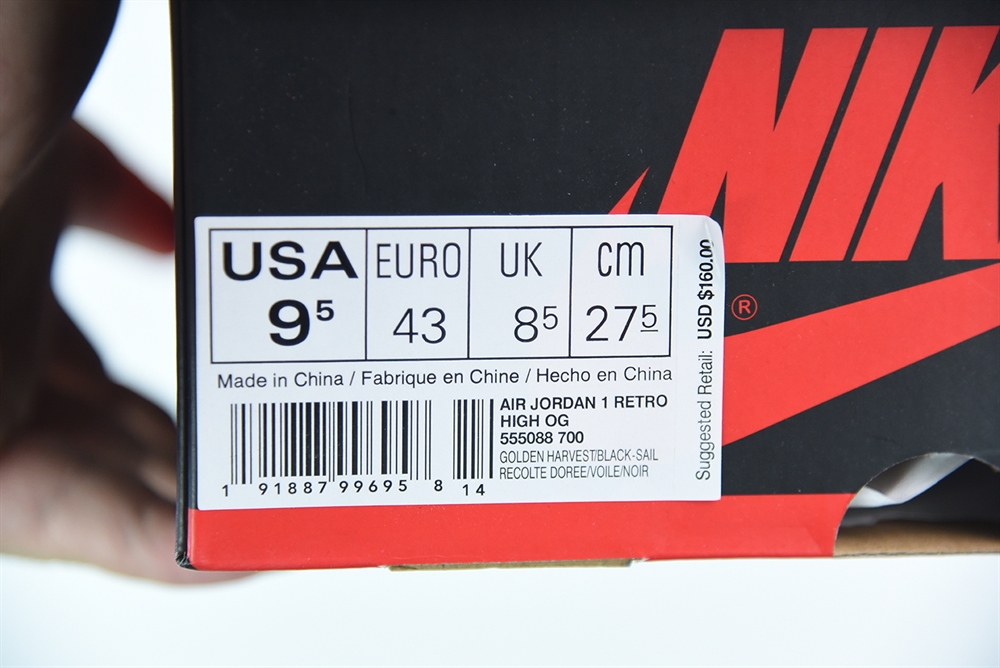 NIK
®
USA EURO UK cm
9⁵ 43 8⁵ 27⁵
Made in China / Fabrique en Chine / Hecho en China
AIR JORDAN 1 RETRO
HIGH OG
555088 700
GOLDEN HARVEST/BLACK-SAIL
RECOLTE DOREE/VOILE/NOIR
1 91887 99695 8 14
Suggested Retail: USD $160.00